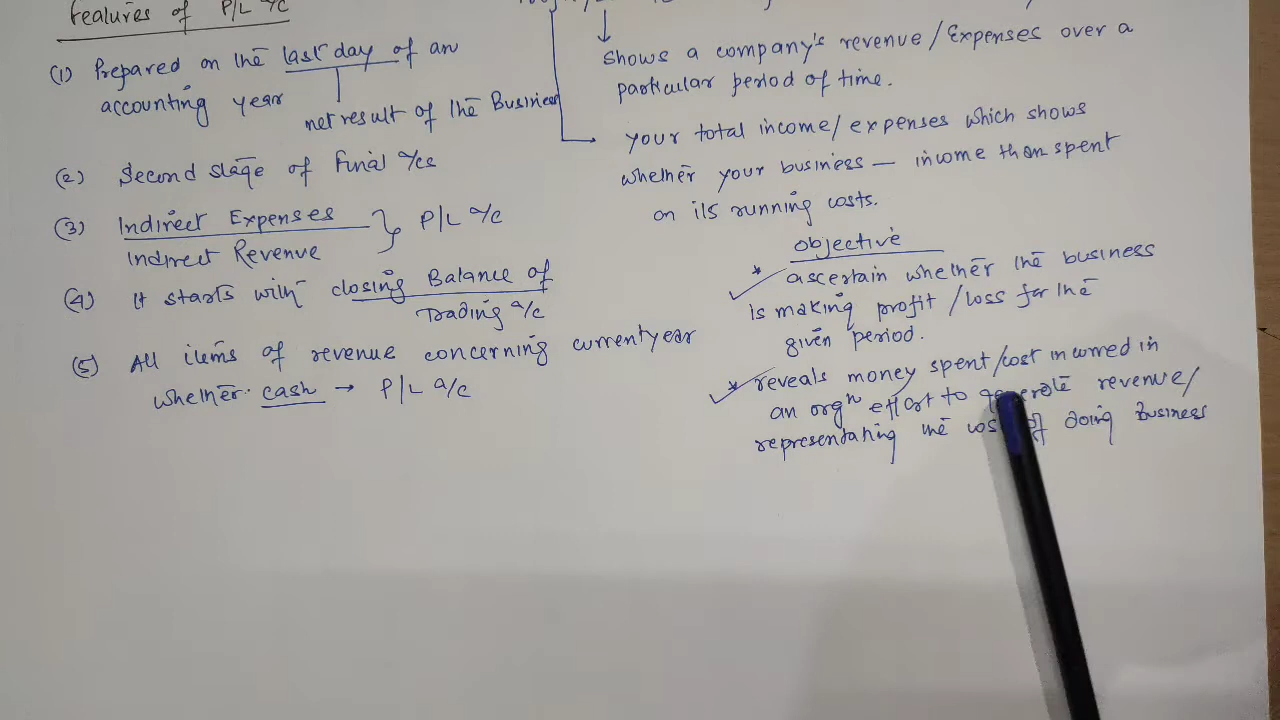 Features of P/L a/c
(1) Prepared on the last day of an
accounting year
net result of the Business
(2) Second stage of Final a/cs
(3) Indirect Expenses
Indirect Revenue } P/L a/c
(4) It starts with closing Balance of
Trading a/c
(5) All items of revenue concerning current year
whether cash → P/L a/c
shows a company's revenue/Expenses over a
particular period of time.
your total income/expenses which shows
whether your business — income than spent
on its running costs.
objective
* ascertain whether the business
is making profit/loss for the
given period.
* reveals money spent/cost incurred in
an orgn effort to generate revenue/
representating the cost of doing Business